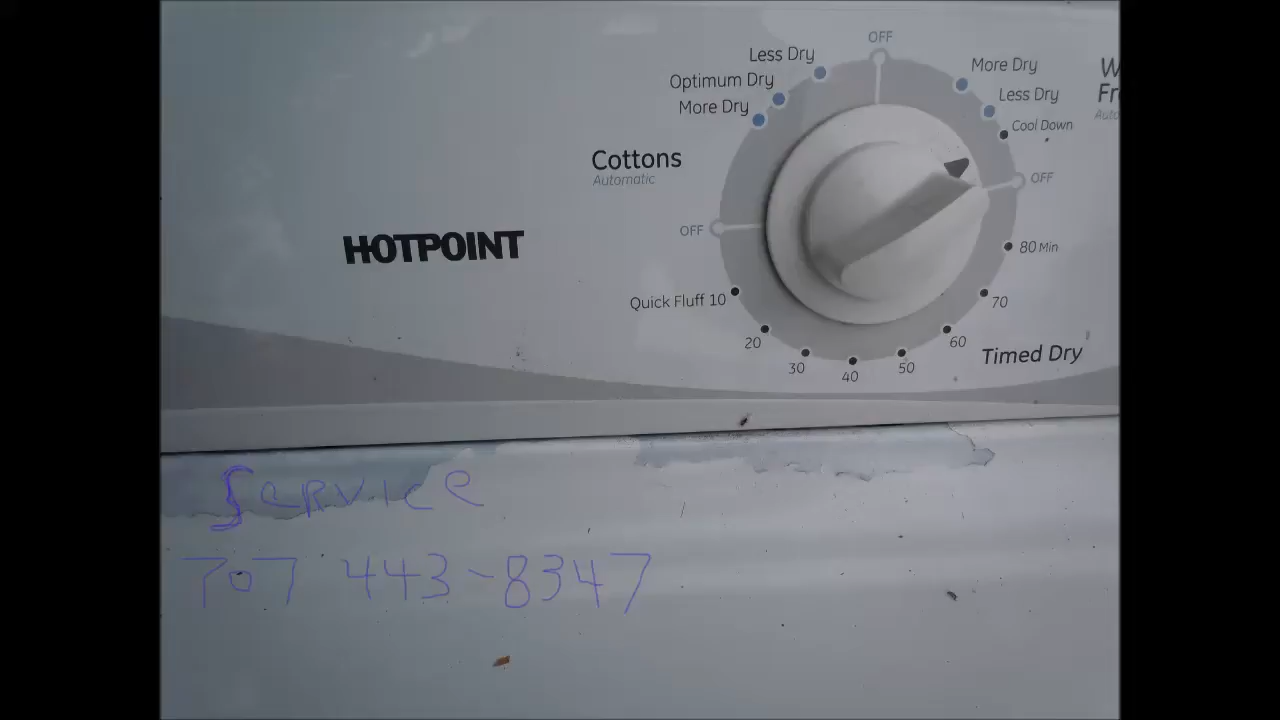 OFF
Less Dry
Optimum Dry
More Dry
More Dry
Less Dry
Cool Down
Cottons
Automatic
OFF
OFF
HOTPOINT
80 Min
Quick Fluff 10
70
20
60
30
50
40
Timed Dry
Service
707 443-8347